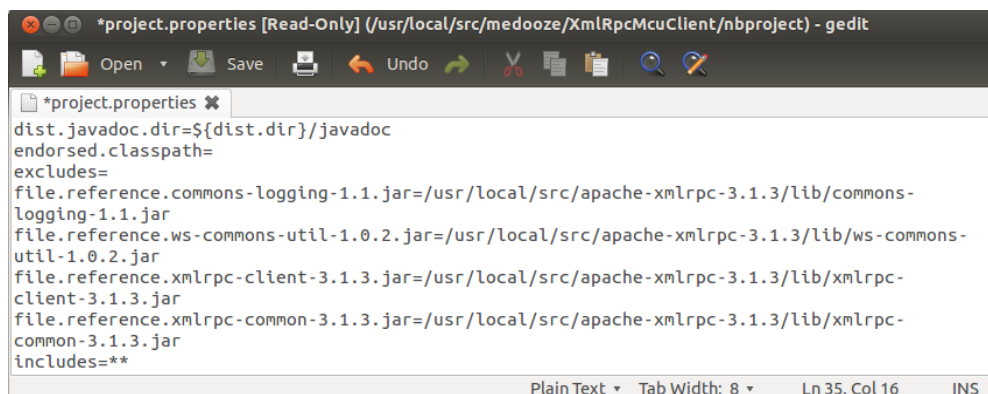 *project.properties [Read-Only] (/usr/local/src/medooze/XmlRpcMcuClient/nbproject) - gedit
Open Save Undo
*project.properties
dist.javadoc.dir=${dist.dir}/javadoc
endorsed.classpath=
excludes=
file.reference.commons-logging-1.1.jar=/usr/local/src/apache-xmlrpc-3.1.3/lib/commons-
logging-1.1.jar
file.reference.ws-commons-util-1.0.2.jar=/usr/local/src/apache-xmlrpc-3.1.3/lib/ws-commons-
util-1.0.2.jar
file.reference.xmlrpc-client-3.1.3.jar=/usr/local/src/apache-xmlrpc-3.1.3/lib/xmlrpc-
client-3.1.3.jar
file.reference.xmlrpc-common-3.1.3.jar=/usr/local/src/apache-xmlrpc-3.1.3/lib/xmlrpc-
common-3.1.3.jar
includes=**
Plain Text Tab Width: 8 Ln 35, Col 16 INS